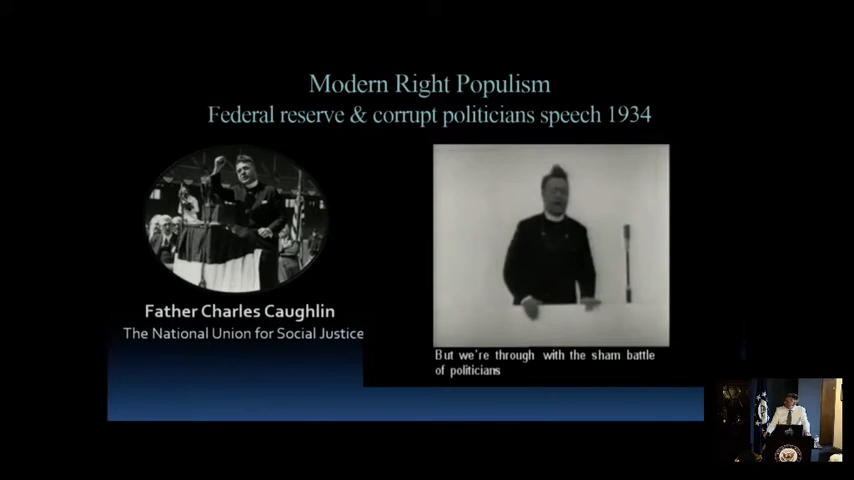 Modern Right Populism
Federal reserve & corrupt politicians speech 1934
Father Charles Caughlin
The National Union for Social Justice
But we're through with the sham battle
of politicians